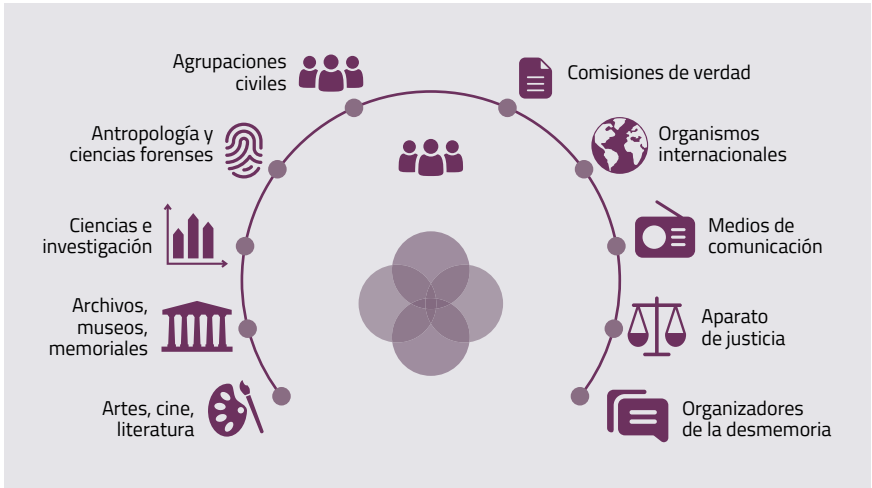 Agrupaciones
civiles
Comisiones de verdad
Antropología y
ciencias forenses
Organismos
internacionales
Ciencias e
investigación
Medios de
comunicación
Archivos,
museos,
memoriales
Aparato
de justicia
Artes, cine,
literatura
Organizadores
de la desmemoria